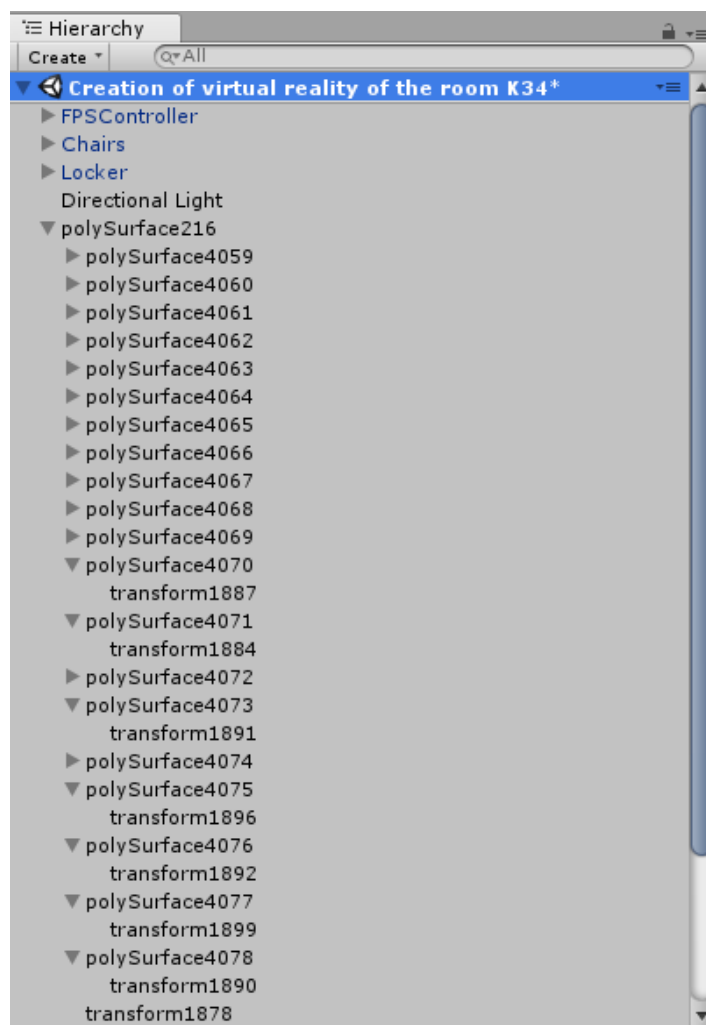 Hierarchy
Create All
Creation of virtual reality of the room K34*
FPSController
Chairs
Locker
Directional Light
polySurface216
polySurface4059
polySurface4060
polySurface4061
polySurface4062
polySurface4063
polySurface4064
polySurface4065
polySurface4066
polySurface4067
polySurface4068
polySurface4069
polySurface4070
transform1887
polySurface4071
transform1884
polySurface4072
polySurface4073
transform1891
polySurface4074
polySurface4075
transform1896
polySurface4076
transform1892
polySurface4077
transform1899
polySurface4078
transform1890
transform1878